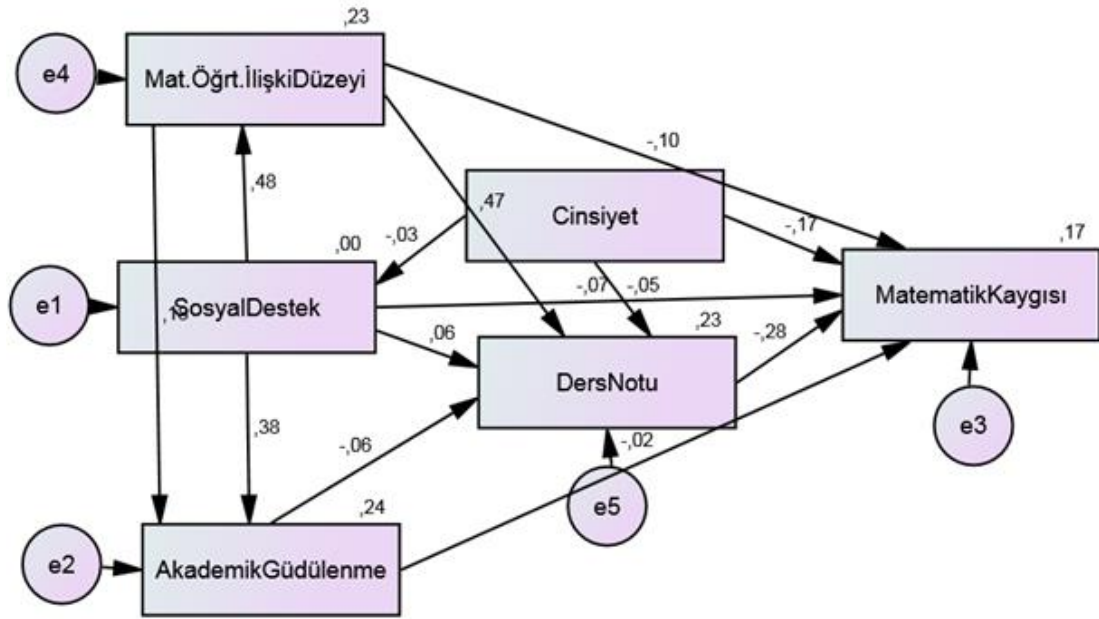 ,23
e4
Mat.Öğrt.İlişkiDüzeyi
-,10
,48
,47
Cinsiyet
-,03
-,17
,17
,00
e1
SosyalDestek
-,07
-,05
MatematikKaygısı
,06
,23
-,28
DersNotu
,38
-,06
-,02
e3
,24
e5
e2
AkademikGüdülenme